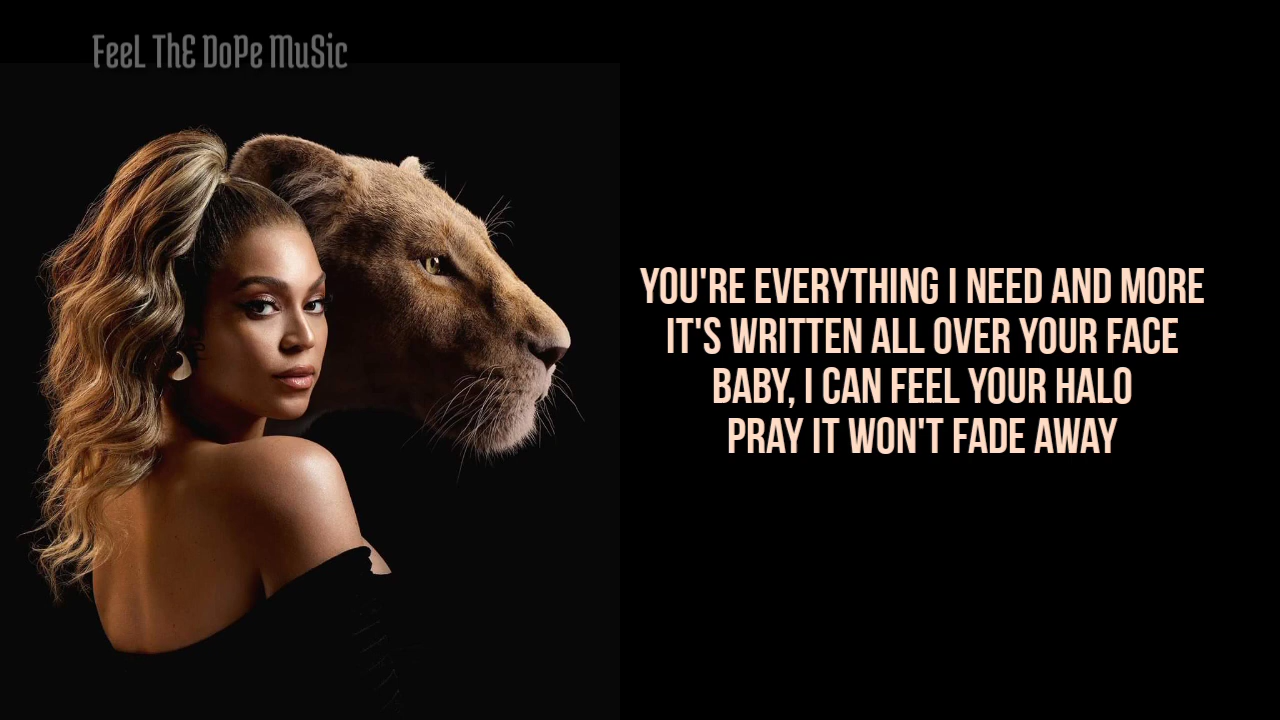 FeeL ThE DoPe MuSic
YOU'RE EVERYTHING I NEED AND MORE
IT'S WRITTEN ALL OVER YOUR FACE
BABY, I CAN FEEL YOUR HALO
PRAY IT WON'T FADE AWAY